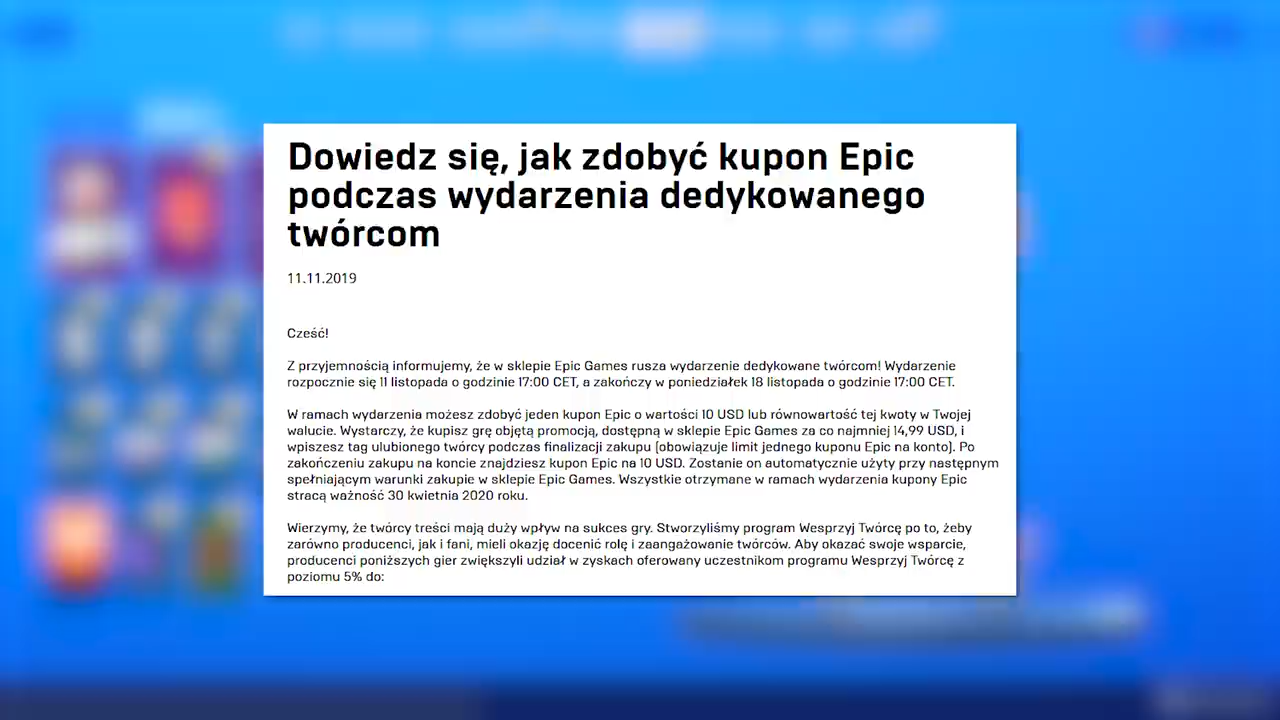 Dowiedz się, jak zdobyć kupon Epic
podczas wydarzenia dedykowanego
twórcom
11.11.2019
Cześć!
Z przyjemnością informujemy, że w sklepie Epic Games rusza wydarzenie dedykowane twórcom! Wydarzenie
rozpocznie się 11 listopada o godzinie 17:00 CET, a zakończy w poniedziałek 18 listopada o godzinie 17:00 CET.
W ramach wydarzenia możesz zdobyć jeden kupon Epic o wartości 10 USD lub równowartość tej kwoty w Twojej
walucie. Wystarczy, że kupisz grę objętą promocją, dostępną w sklepie Epic Games za co najmniej 14,99 USD, i
wpiszesz tag ulubionego twórcy podczas finalizacji zakupu (obowiązuje limit jednego kuponu Epic na konto). Po
zakończeniu zakupu na koncie znajdziesz kupon Epic na 10 USD. Zostanie on automatycznie użyty przy następnym
spełniającym warunki zakupie w sklepie Epic Games. Wszystkie otrzymane w ramach wydarzenia kupony Epic
stracą ważność 30 kwietnia 2020 roku.
Wierzymy, że twórcy treści mają duży wpływ na sukces gry. Stworzyliśmy program Wesprzyj Twórcę po to, żeby
zarówno producenci, jak i fani, mieli okazję docenić rolę i zaangażowanie twórców. Aby okazać swoje wsparcie,
producenci poniższych gier zwiększyli udział w zyskach oferowany uczestnikom programu Wesprzyj Twórcę z
poziomu 5% do: